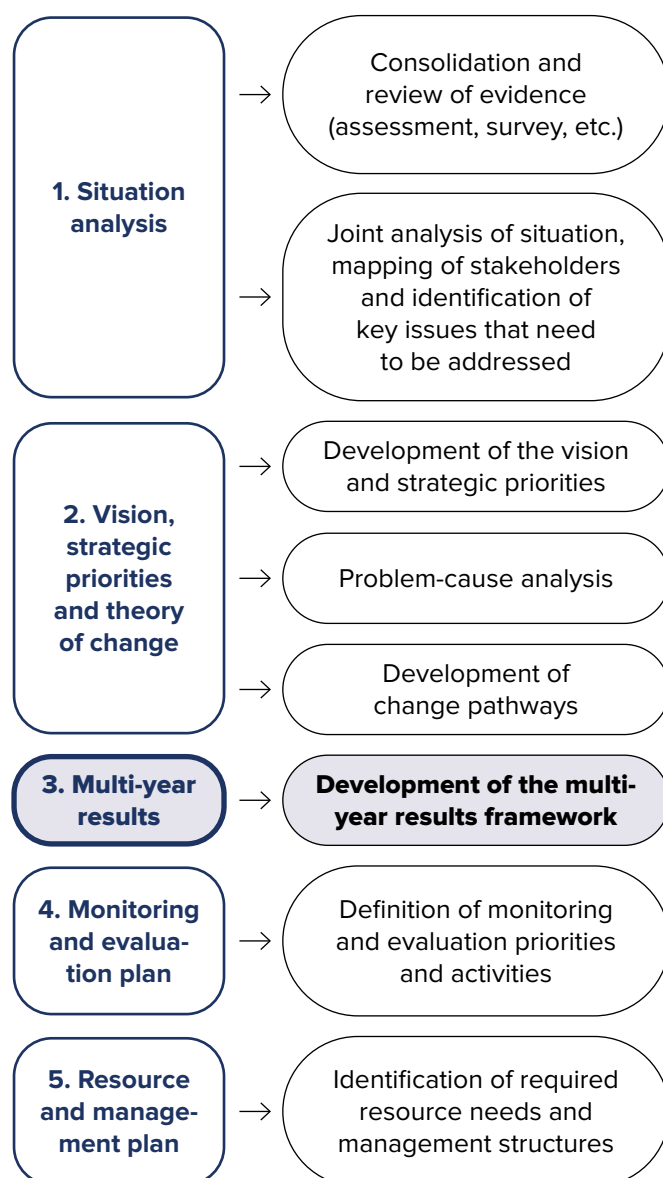 1. Situation
analysis
Consolidation and
review of evidence
(assessment, survey, etc.)
Joint analysis of situation,
mapping of stakeholders
and identification of
key issues that need
to be addressed
2. Vision,
strategic
priorities
and theory
of change
Development of the vision
and strategic priorities
Problem-cause analysis
Development of
change pathways
3. Multi-year
results
Development of the multi-
year results framework
4. Monitoring
and evalua-
tion plan
Definition of monitoring
and evaluation priorities
and activities
5. Resource
and manage-
ment plan
Identification of required
resource needs and
management structures